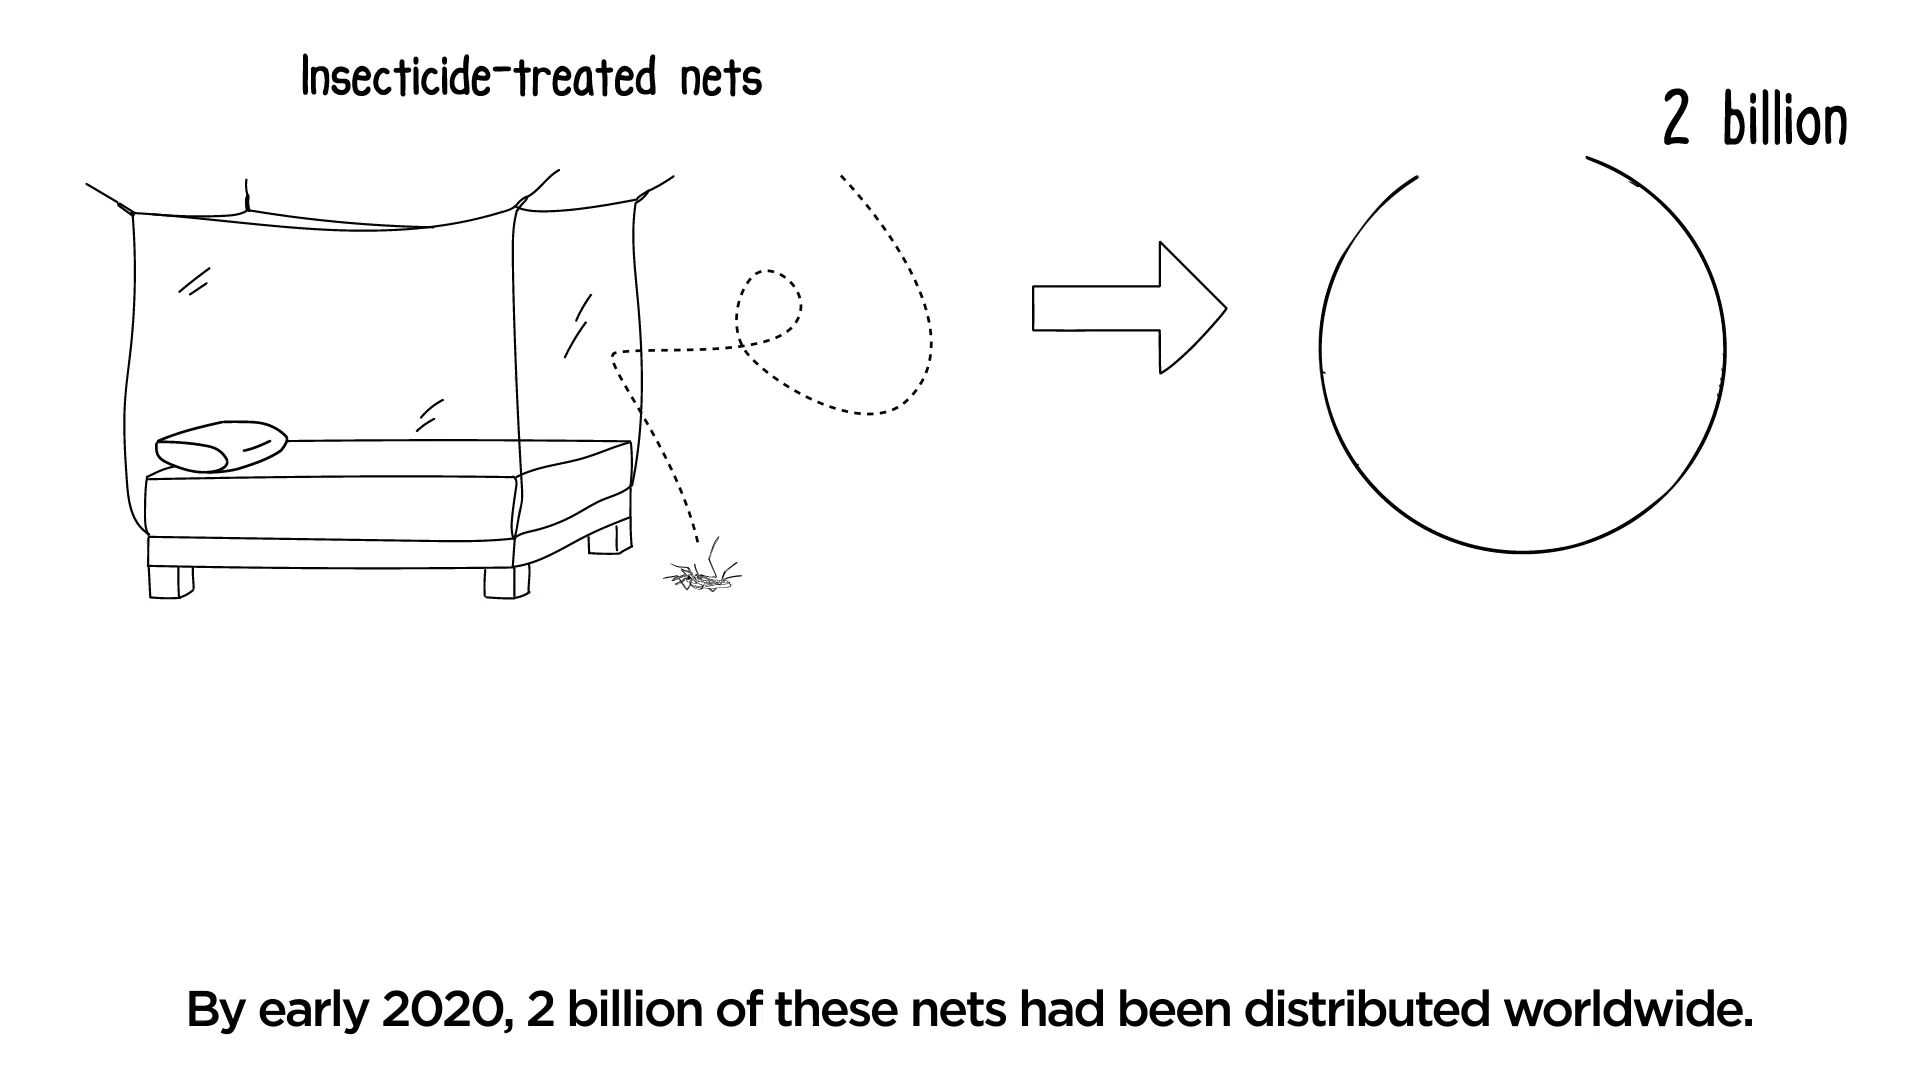 Insecticide-treated nets
2 billion
By early 2020, 2 billion of these nets had been distributed worldwide.